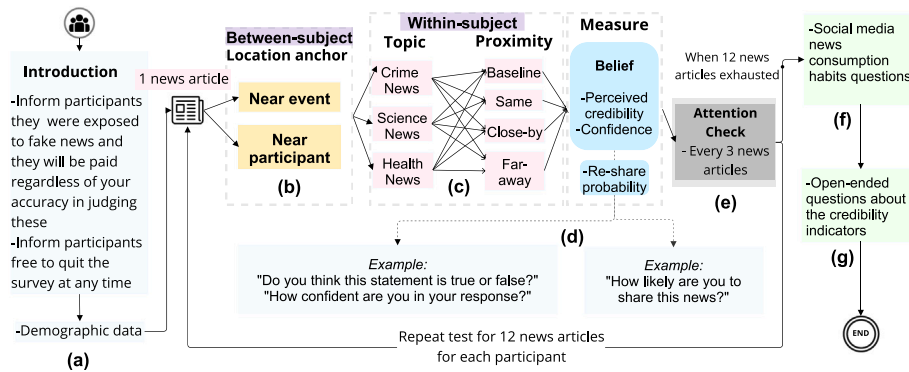 Introduction
-Inform participants
they were exposed
to fake news and
they will be paid
regardless of your
accuracy in judging
these
-Inform participants
free to quit the
survey at any time
-Demographic data
(a)
1 news article
Between-subject
Location anchor
Near event
Near
participant
(b)
Within-subject
Topic
Proximity
Crime
News
Science
News
Health
News
Baseline
Same
Close-by
Far-
away
(c)
Measure
Belief
-Perceived
credibility
-Confidence
-Re-share
probability
(d)
Example:
"Do you think this statement is true or false?"
"How confident are you in your response?"
Example:
"How likely are you to
share this news?"
When 12 news
articles exhausted
Attention
Check
- Every 3 news
articles
(e)
Repeat test for 12 news articles
for each participant
-Social media
news
consumption
habits questions
(f)
-Open-ended
questions about
the credibility
indicators
(g)
END